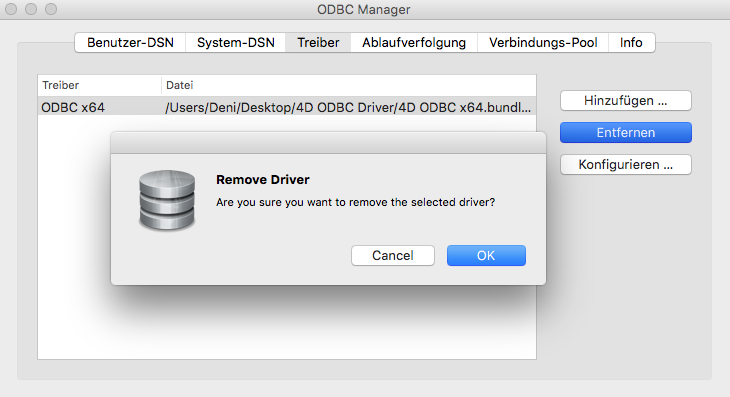 ODBC Manager
Benutzer-DSN System-DSN Treiber Ablaufverfolgung Verbindungs-Pool Info
Treiber Datei
ODBC x64 /Users/Deni/Desktop/4D ODBC Driver/4D ODBC x64.bundl...
Hinzufügen ...
Entfernen
Konfigurieren ...
Remove Driver
Are you sure you want to remove the selected driver?
Cancel OK